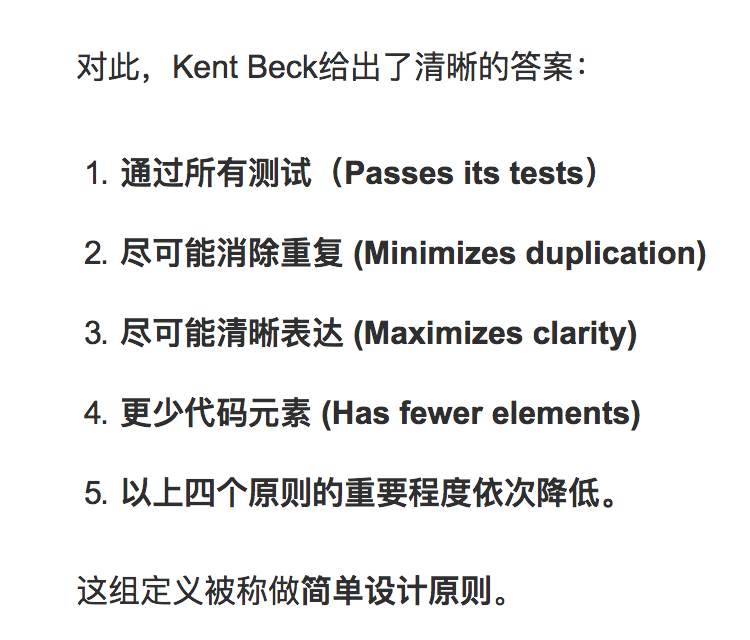 对此，Kent Beck给出了清晰的答案：
1. 通过所有测试（Passes its tests）
2. 尽可能消除重复 (Minimizes duplication)
3. 尽可能清晰表达 (Maximizes clarity)
4. 更少代码元素 (Has fewer elements)
5. 以上四个原则的重要程度依次降低。
这组定义被称做简单设计原则。